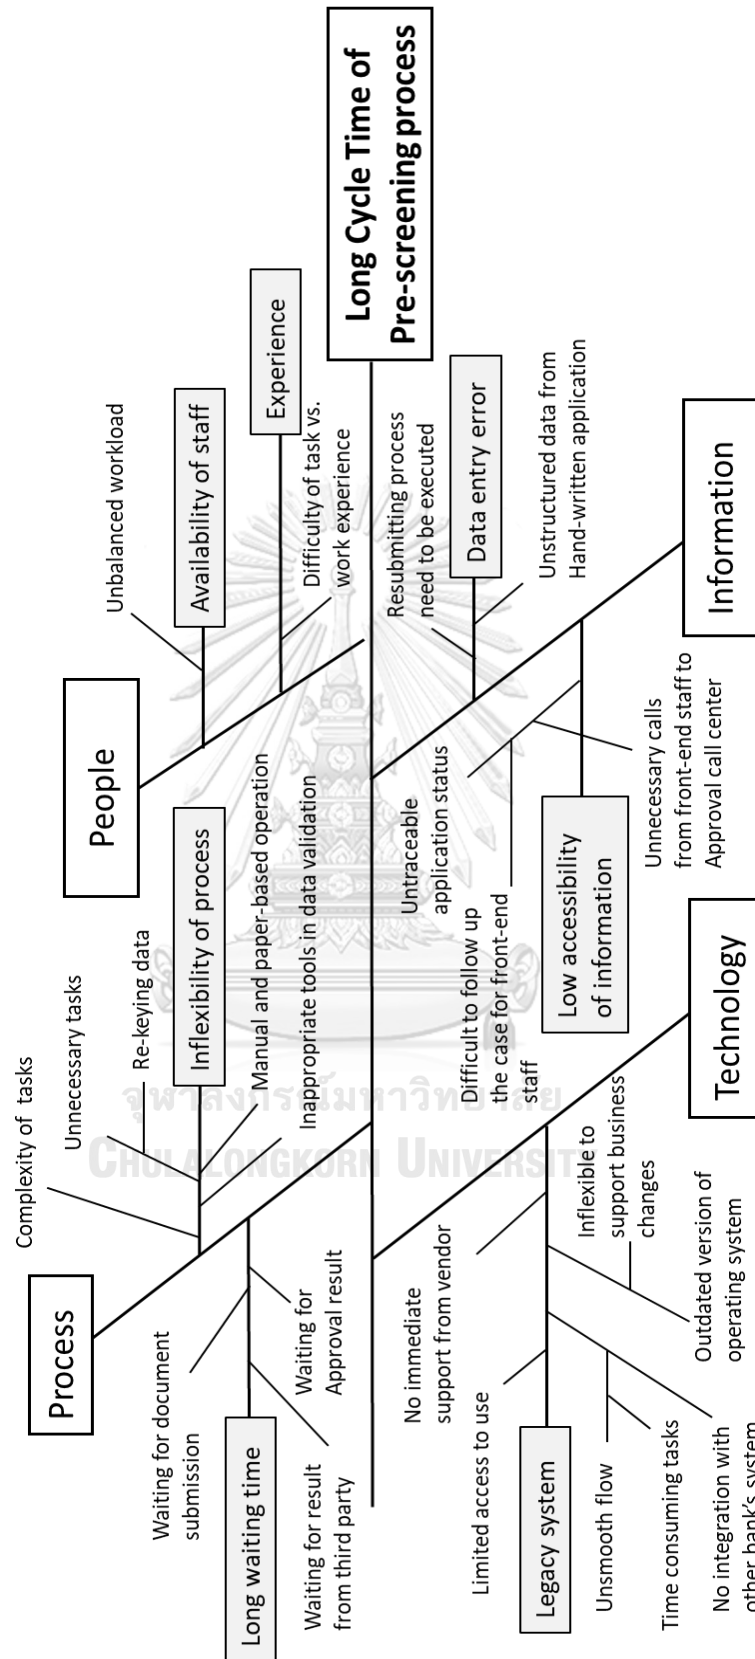 Process
People
Complexity of tasks
Unnecessary tasks
Re-keying data
Inflexibility of process
Manual and paper-based operation
Inappropriate tools in data validation
Waiting for document
submission
Long waiting time
Waiting for
Approval result
Waiting for result
from third party
Unbalanced workload
Availability of staff
Experience
Difficulty of task vs.
work experience
Long Cycle Time of
Pre-screening process
No immediate
support from vendor
Limited access to use
Legacy system
Unsmooth flow
Time consuming tasks
No integration with
other bank's system
Inflexible to
support business
changes
Outdated version of
operating system
Technology
Untraceable
application status
Difficult to follow up
the case for front-end
staff
Low accessibility
of information
Unnecessary calls
from front-end staff to
Approval call center
Resubmitting process
need to be executed
Data entry error
Unstructured data from
Hand-written application
Information
จุฬาลงกรณ์มหาวิทยาลัย
CHULALONGKORN UNIVERSITY